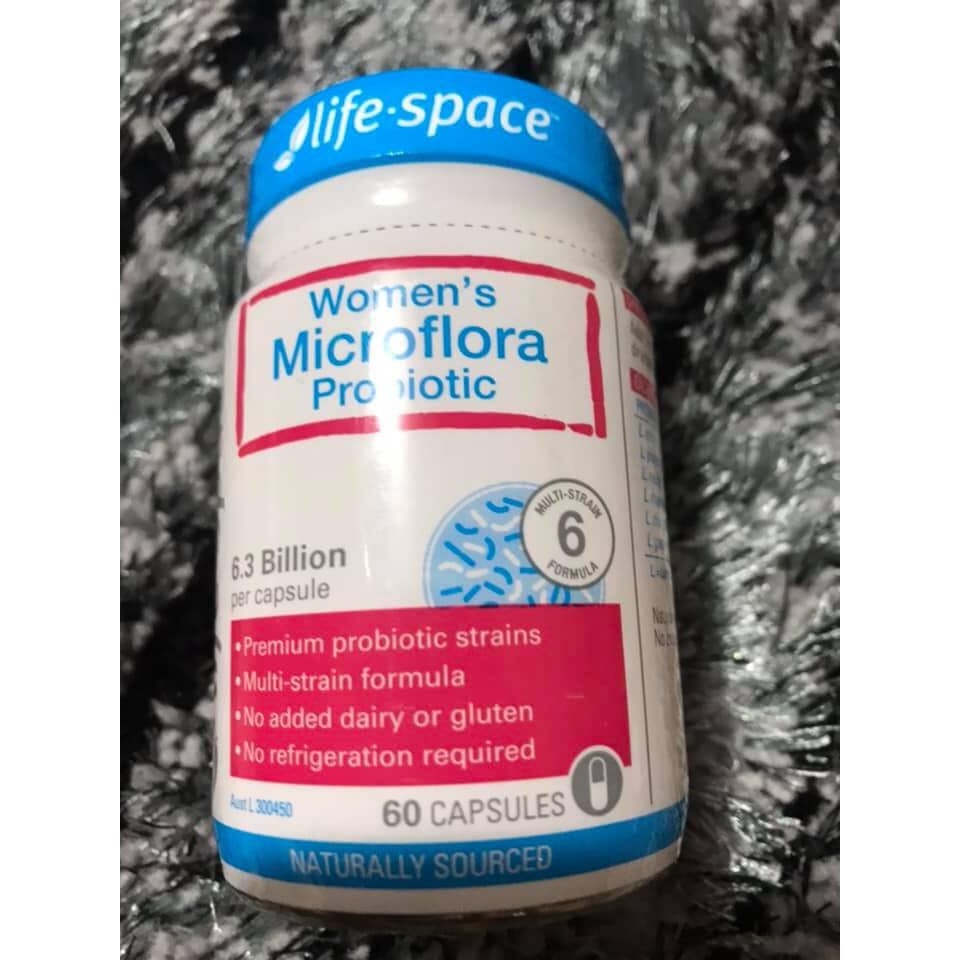 life·space™
Women's
Microflora
Probiotic
MULTI-STRAIN
6
FORMULA
6.3 Billion
per capsule
•Premium probiotic strains
•Multi-strain formula
•No added dairy or gluten
•No refrigeration required
Aust L 300450
60 CAPSULES
NATURALLY SOURCED